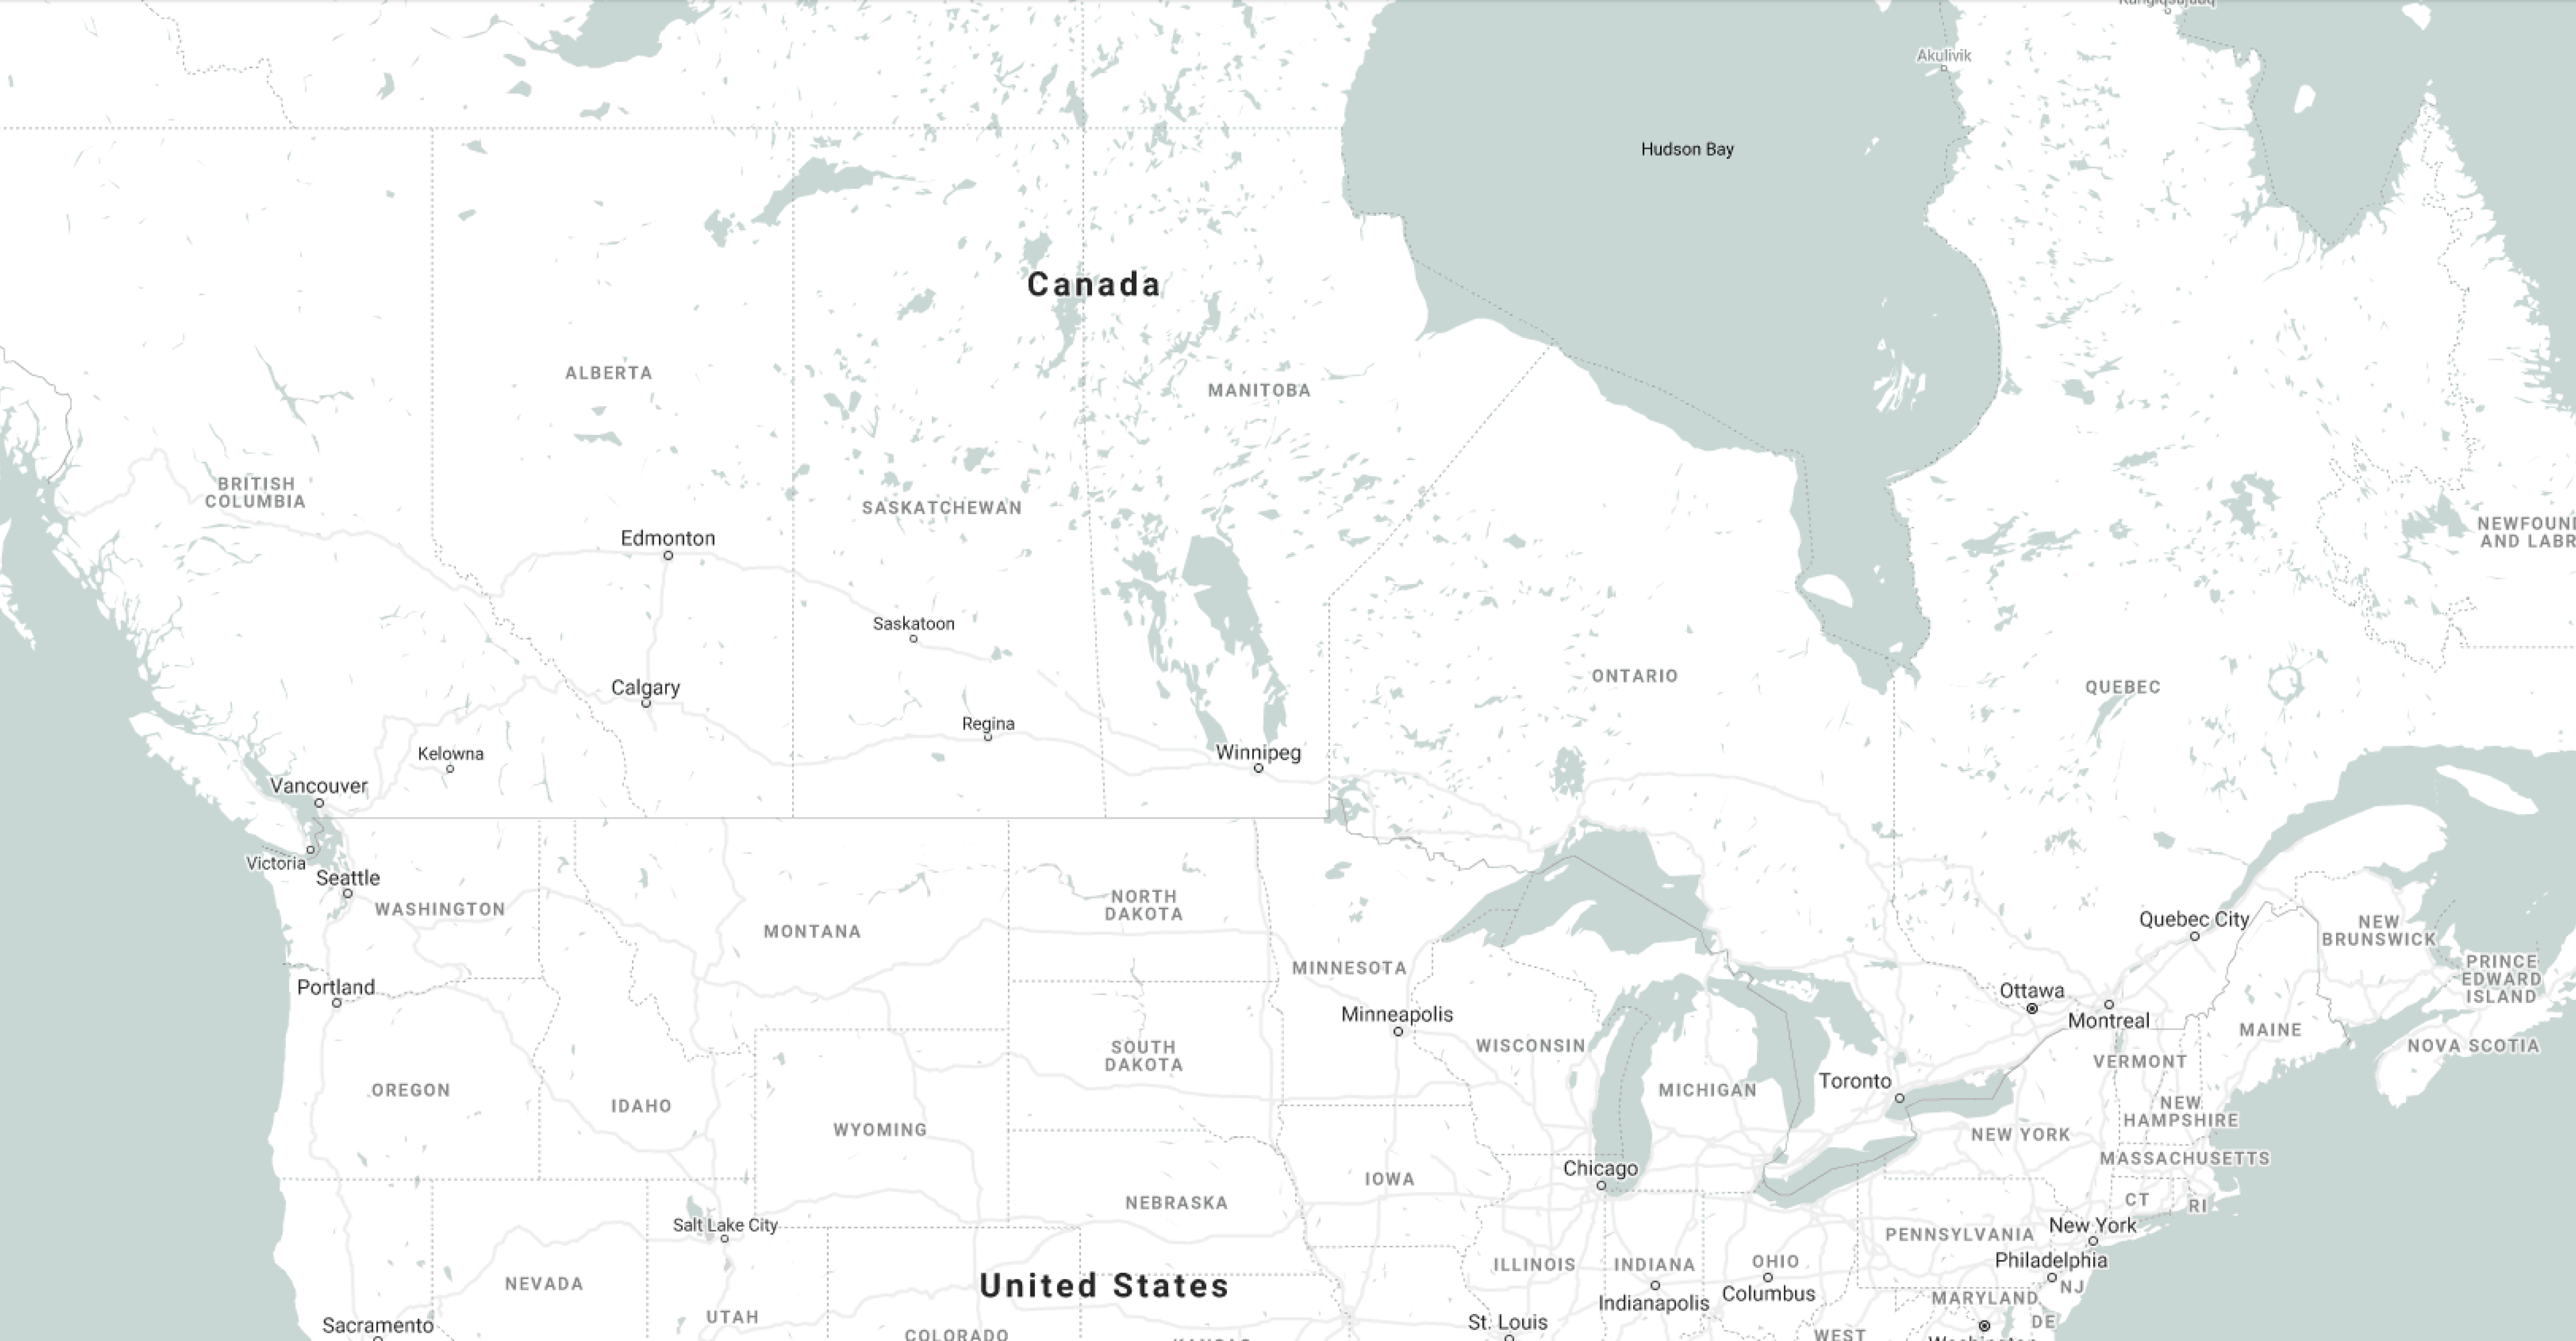 Akulivik
Hudson Bay
Canada
ALBERTA
MANITOBA
BRITISH
COLUMBIA
SASKATCHEWAN
Edmonton
NEWFOUN
AND LABR
Saskatoon
ONTARIO
QUEBEC
Calgary
Regina
Kelowna
Winnipeg
Vancouver
Victoria
Seattle
WASHINGTON
NORTH
DAKOTA
MONTANA
Quebec City
NEW
BRUNSWICK
MINNESOTA
PRINCE
EDWARD
ISLAND
Portland
Ottawa
Minneapolis
Montreal
MAINE
WISCONSIN
SOUTH
DAKOTA
NOVA SCOTIA
VERMONT
OREGON
IDAHO
MICHIGAN
Toronto
NEW
HAMPSHIRE
WYOMING
NEW YORK
MASSACHUSETTS
Chicago
IOWA
NEBRASKA
CT
RI
Salt Lake City
PENNSYLVANIA
New York
Philadelphia
ILLINOIS
INDIANA
OHIO
NEVADA
United States
Columbus
NJ
Indianapolis
MARYLAND
UTAH
Sacramento
St. Louis
DE
COLORADO
WEST